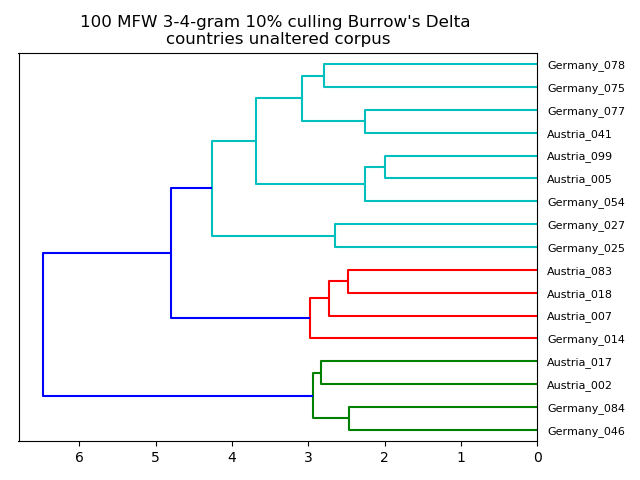 100 MFW 3-4-gram 10% culling Burrow's Delta
countries unaltered corpus
Germany_078
Germany_075
Germany_077
Austria_041
Austria_099
Austria_005
Germany_054
Germany_027
Germany_025
Austria_083
Austria_018
Austria_007
Germany_014
Austria_017
Austria_002
Germany_084
Germany_046
6 5 4 3 2 1 0